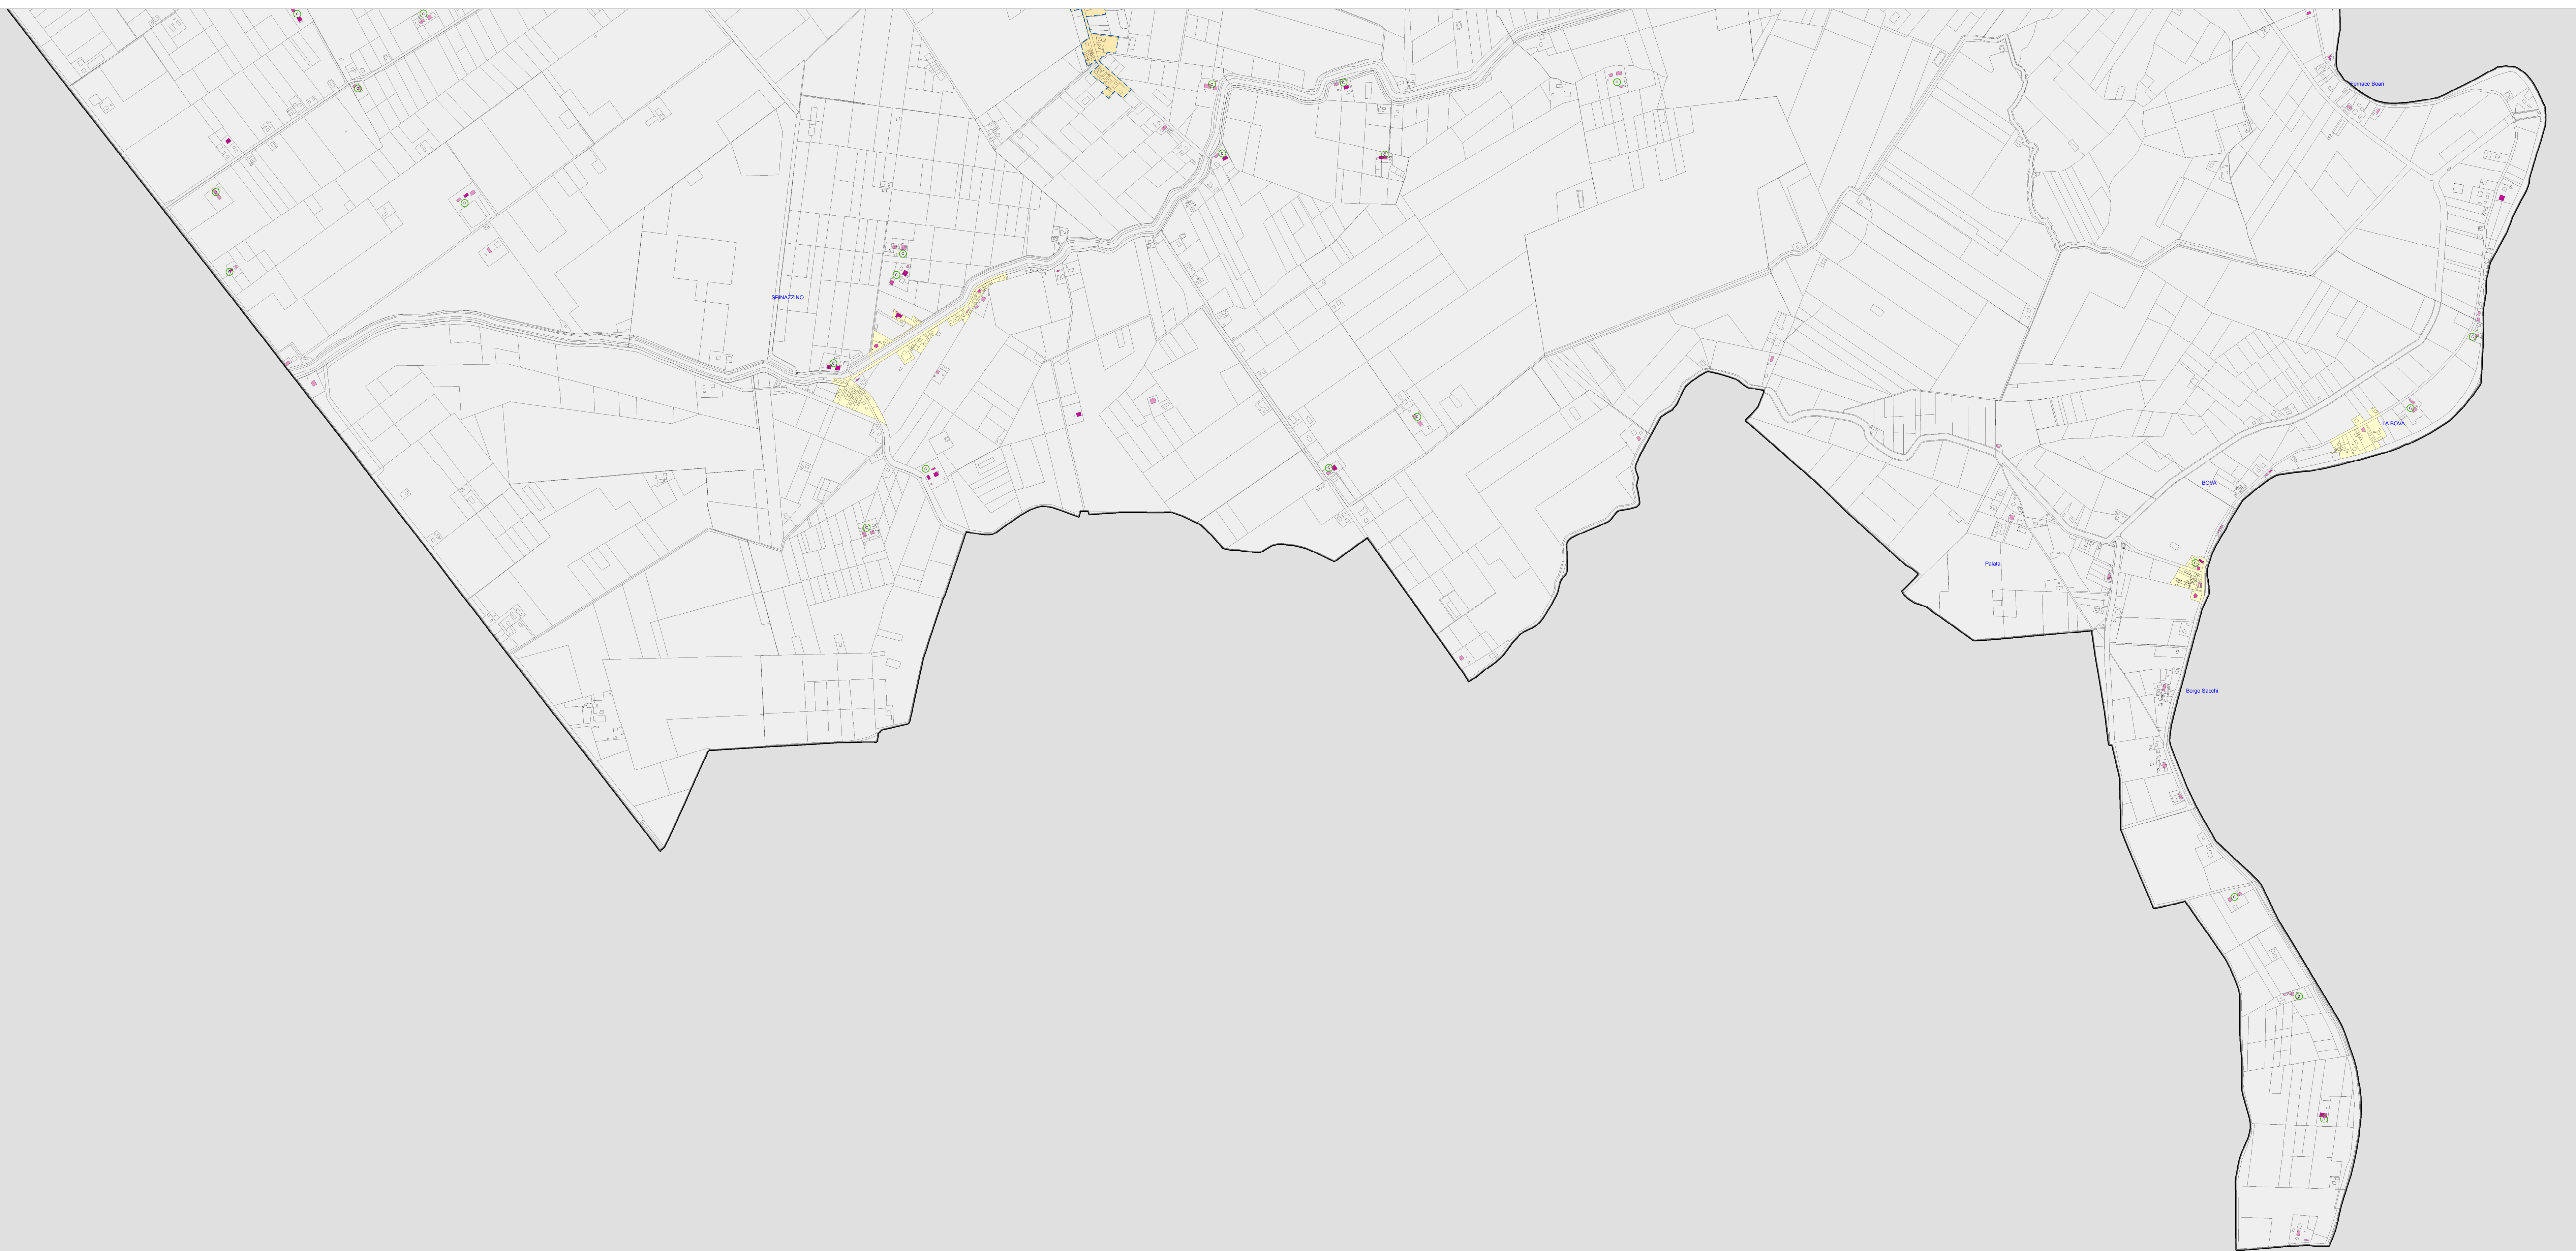 Fornace Boari
SPINAZZINO
LA BOVA
BOVA
Palata
Borgo Sacchi